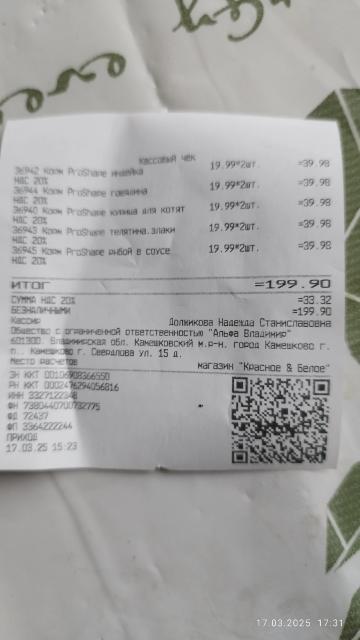 Кассовый чек
36942 Корм ProShare индейка 19.99*2шт. =39.98
НДС 20%
36944 Корм ProShare говядина 19.99*2шт. =39.98
НДС 20%
36940 Корм ProShare курица для котят 19.99*2шт. =39.98
НДС 20%
36943 Корм ProShare телятина.злаки 19.99*2шт. =39.98
НДС 20%
36945 Корм ProShare рыбой в соусе 19.99*2шт. =39.98
НДС 20%
ИТОГ =199.90
СУММА НДС 20% =33.32
БЕЗНАЛИЧНЫМИ =199.90
Кассир Должикова Надежда Станиславовна
Общество с ограниченной ответственностью "Альфа Владимир"
601300. Владимирская обл. Камешковский м.р-н. город Камешково г.
п.. Камешково г. Свердлова ул. 15 д.
Место расчетов магазин "Красное & Белое"
ЗН ККТ 00106908366550
РН ККТ 0002476294056816
ИНН 3327122348
ФН 7380440700732775
ФД 72437
ФП 3364222244
ПРИХОД
17.03.25 15:23
17.03.2025 17:31